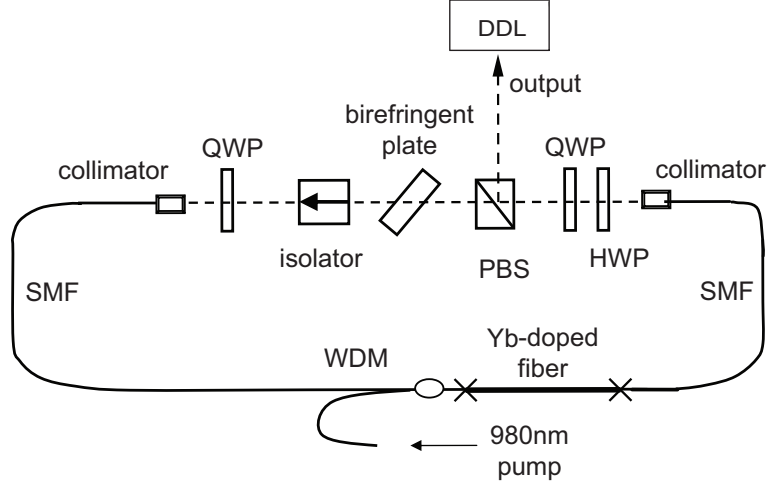 DDL
output
birefringent
plate
QWP
QWP
collimator
collimator
isolator
PBS
HWP
SMF
SMF
Yb-doped
fiber
WDM
980nm
pump